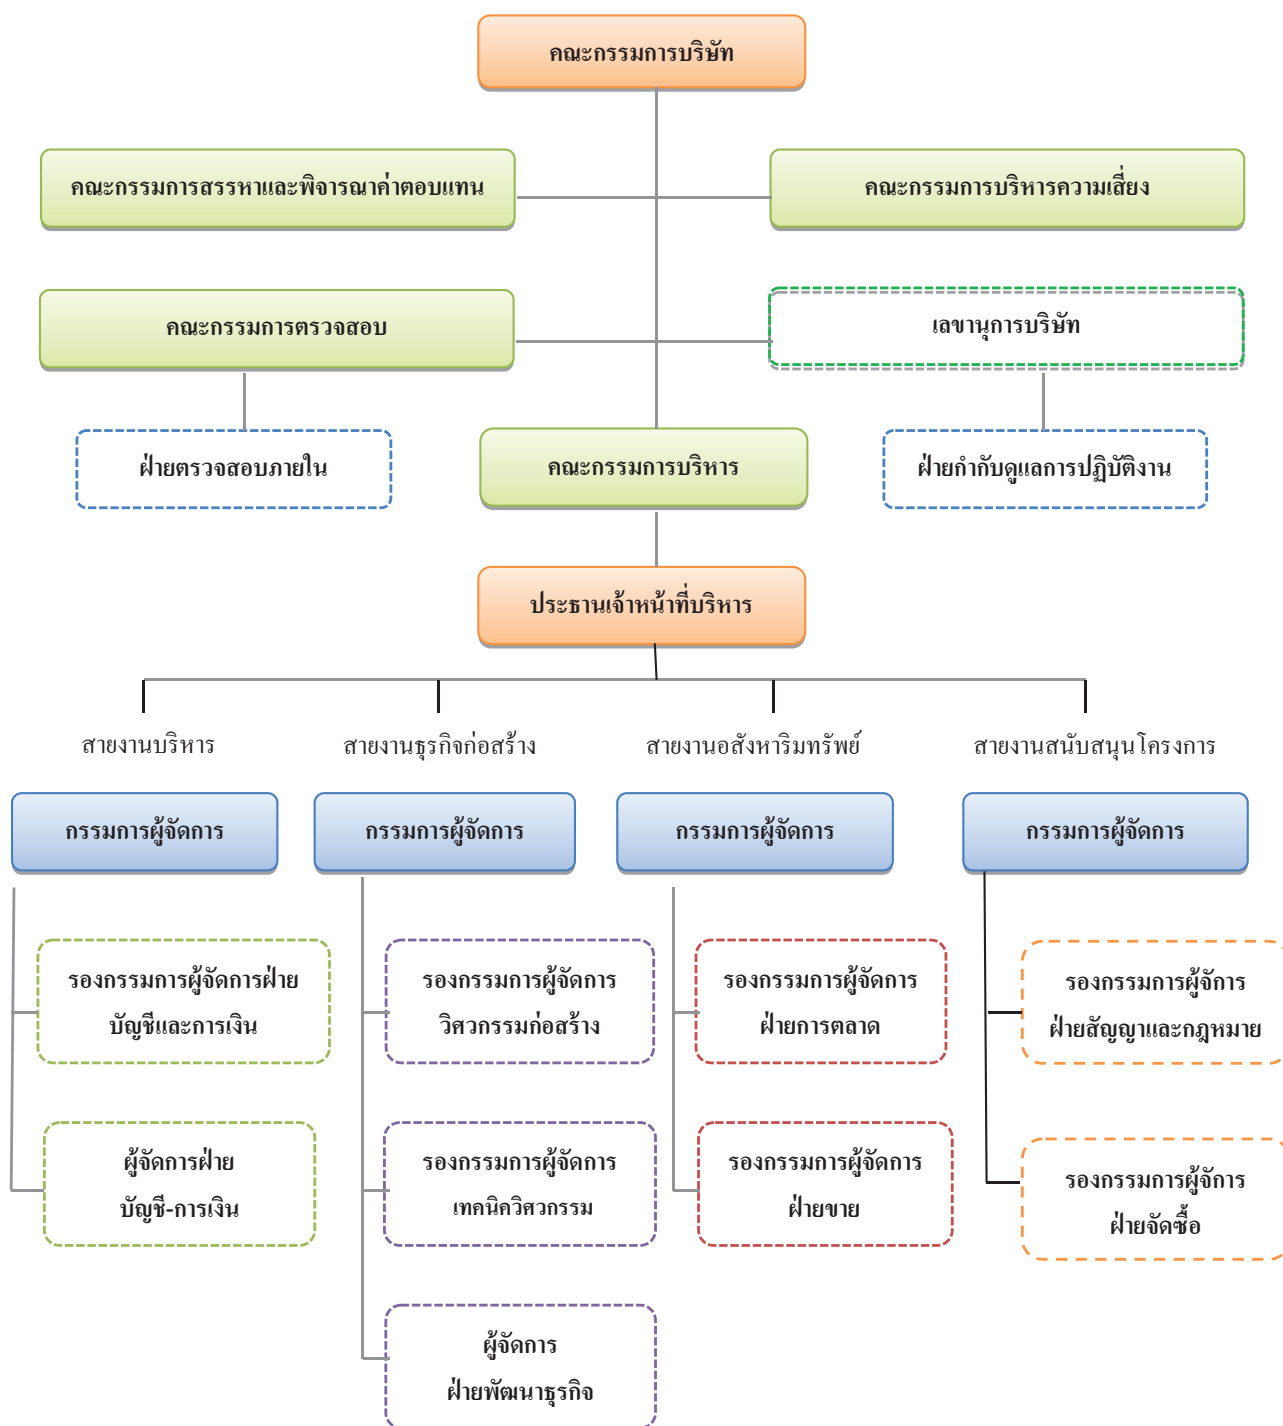 คณะกรรมการบริษัท
คณะกรรมการสรรหาและพิจารณาค่าตอบแทน
คณะกรรมการบริหารความเสี่ยง
คณะกรรมการตรวจสอบ
เลขานุการบริษัท
ฝ่ายตรวจสอบภายใน
คณะกรรมการบริหาร
ฝ่ายกำกับดูแลการปฏิบัติงาน
ประธานเจ้าหน้าที่บริหาร
สายงานบริหาร
สายงานธุรกิจก่อสร้าง
สายงานอสังหาริมทรัพย์
สายงานสนับสนุนโครงการ
กรรมการผู้จัดการ
กรรมการผู้จัดการ
กรรมการผู้จัดการ
กรรมการผู้จัดการ
รองกรรมการผู้จัดการฝ่าย
บัญชีและการเงิน
รองกรรมการผู้จัดการ
วิศวกรรมก่อสร้าง
รองกรรมการผู้จัดการ
ฝ่ายการตลาด
รองกรรมการผู้จัการ
ฝ่ายสัญญาและกฎหมาย
ผู้จัดการฝ่าย
บัญชี-การเงิน
รองกรรมการผู้จัดการ
เทคนิควิศวกรรม
รองกรรมการผู้จัดการ
ฝ่ายขาย
รองกรรมการผู้จัการ
ฝ่ายจัดซื้อ
ผู้จัดการ
ฝ่ายพัฒนาธุรกิจ